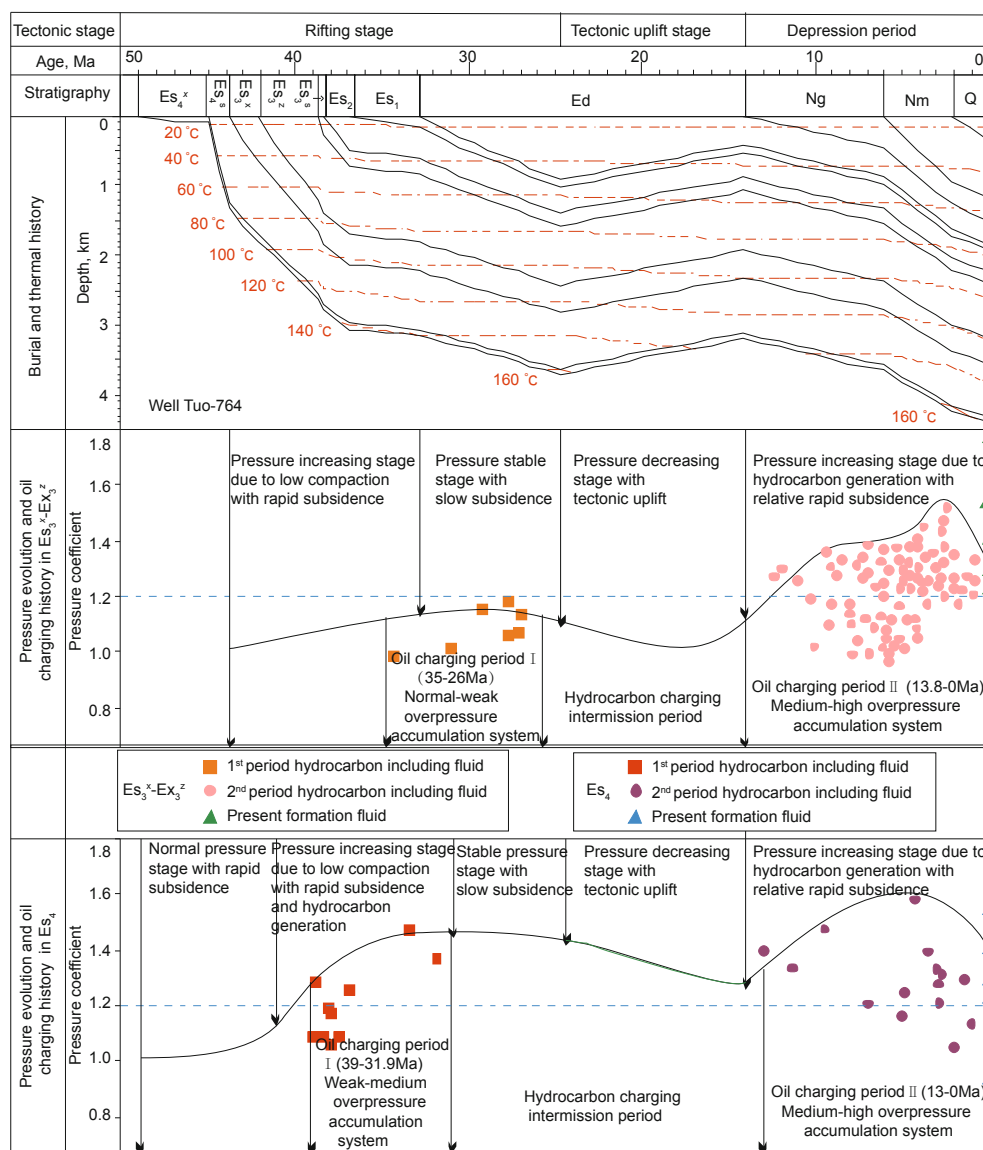 Tectonic stage Rifting stage Tectonic uplift stage Depression period
Age, Ma 50 40 30 20 10 0
Stratigraphy Es₄ˣ Es₄ˢ Es₃ˣ Es₃ᶻ Es₃ˢ Es₂ Es₁ Ed Ng Nm Q
Burial and thermal history
Depth, km
0
1
2
3
4
20 °C
40 °C
60 °C
80 °C
100 °C
120 °C
140 °C
160 °C
160 °C
Well Tuo-764
Pressure evolution and oil
charging history in Es₃ˣ-Ex₃ᶻ
Pressure coefficient
1.8
1.6
1.4
1.2
1.0
0.8
Pressure increasing stage
due to low compaction
with rapid subsidence
Pressure stable
stage with
slow subsidence
Pressure decreasing
stage with
tectonic uplift
Pressure increasing stage due to
hydrocarbon generation with
relative rapid subsidence
Oil charging period Ⅰ
(35-26Ma)
Normal-weak
overpressure
accumulation system
Hydrocarbon charging
intermission period
Oil charging period Ⅱ (13.8-0Ma)
Medium-high overpressure
accumulation system
Es₃ˣ-Ex₃ᶻ
1ˢᵗ period hydrocarbon including fluid
2ⁿᵈ period hydrocarbon including fluid
Present formation fluid
Es₄
1ˢᵗ period hydrocarbon including fluid
2ⁿᵈ period hydrocarbon including fluid
Present formation fluid
Pressure evolution and oil
charging history in Es₄
Pressure coefficient
1.8
1.6
1.4
1.2
1.0
0.8
Normal pressure
stage with rapid
subsidence
Pressure increasing stage
due to low compaction
with rapid subsidence
and hydrocarbon
generation
Stable pressure
stage with
slow subsidence
Pressure decreasing
stage with
tectonic uplift
Pressure increasing stage due to
hydrocarbon generation with
relative rapid subsidence
Oil charging period
Ⅰ (39-31.9Ma)
Weak-medium
overpressure
accumulation
system
Hydrocarbon charging
intermission period
Oil charging period Ⅱ (13-0Ma)
Medium-high overpressure
accumulation system